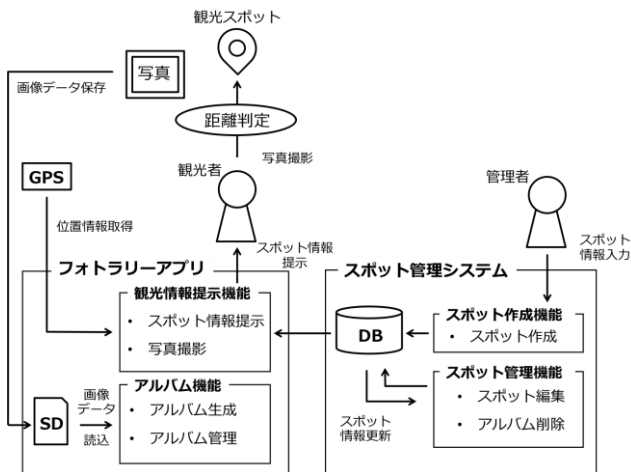 観光スポット
写真
画像データ保存
距離判定
写真撮影
観光者
管理者
GPS
位置情報取得
スポット情報
提示
スポット
情報入力
フォトラリーアプリ
スポット管理システム
観光情報提示機能
・ スポット情報提示
・ 写真撮影
DB
スポット作成機能
・ スポット作成
アルバム機能
・ アルバム生成
・ アルバム管理
SD
画像
データ
読込
スポット
情報更新
スポット管理機能
・ スポット編集
・ アルバム削除